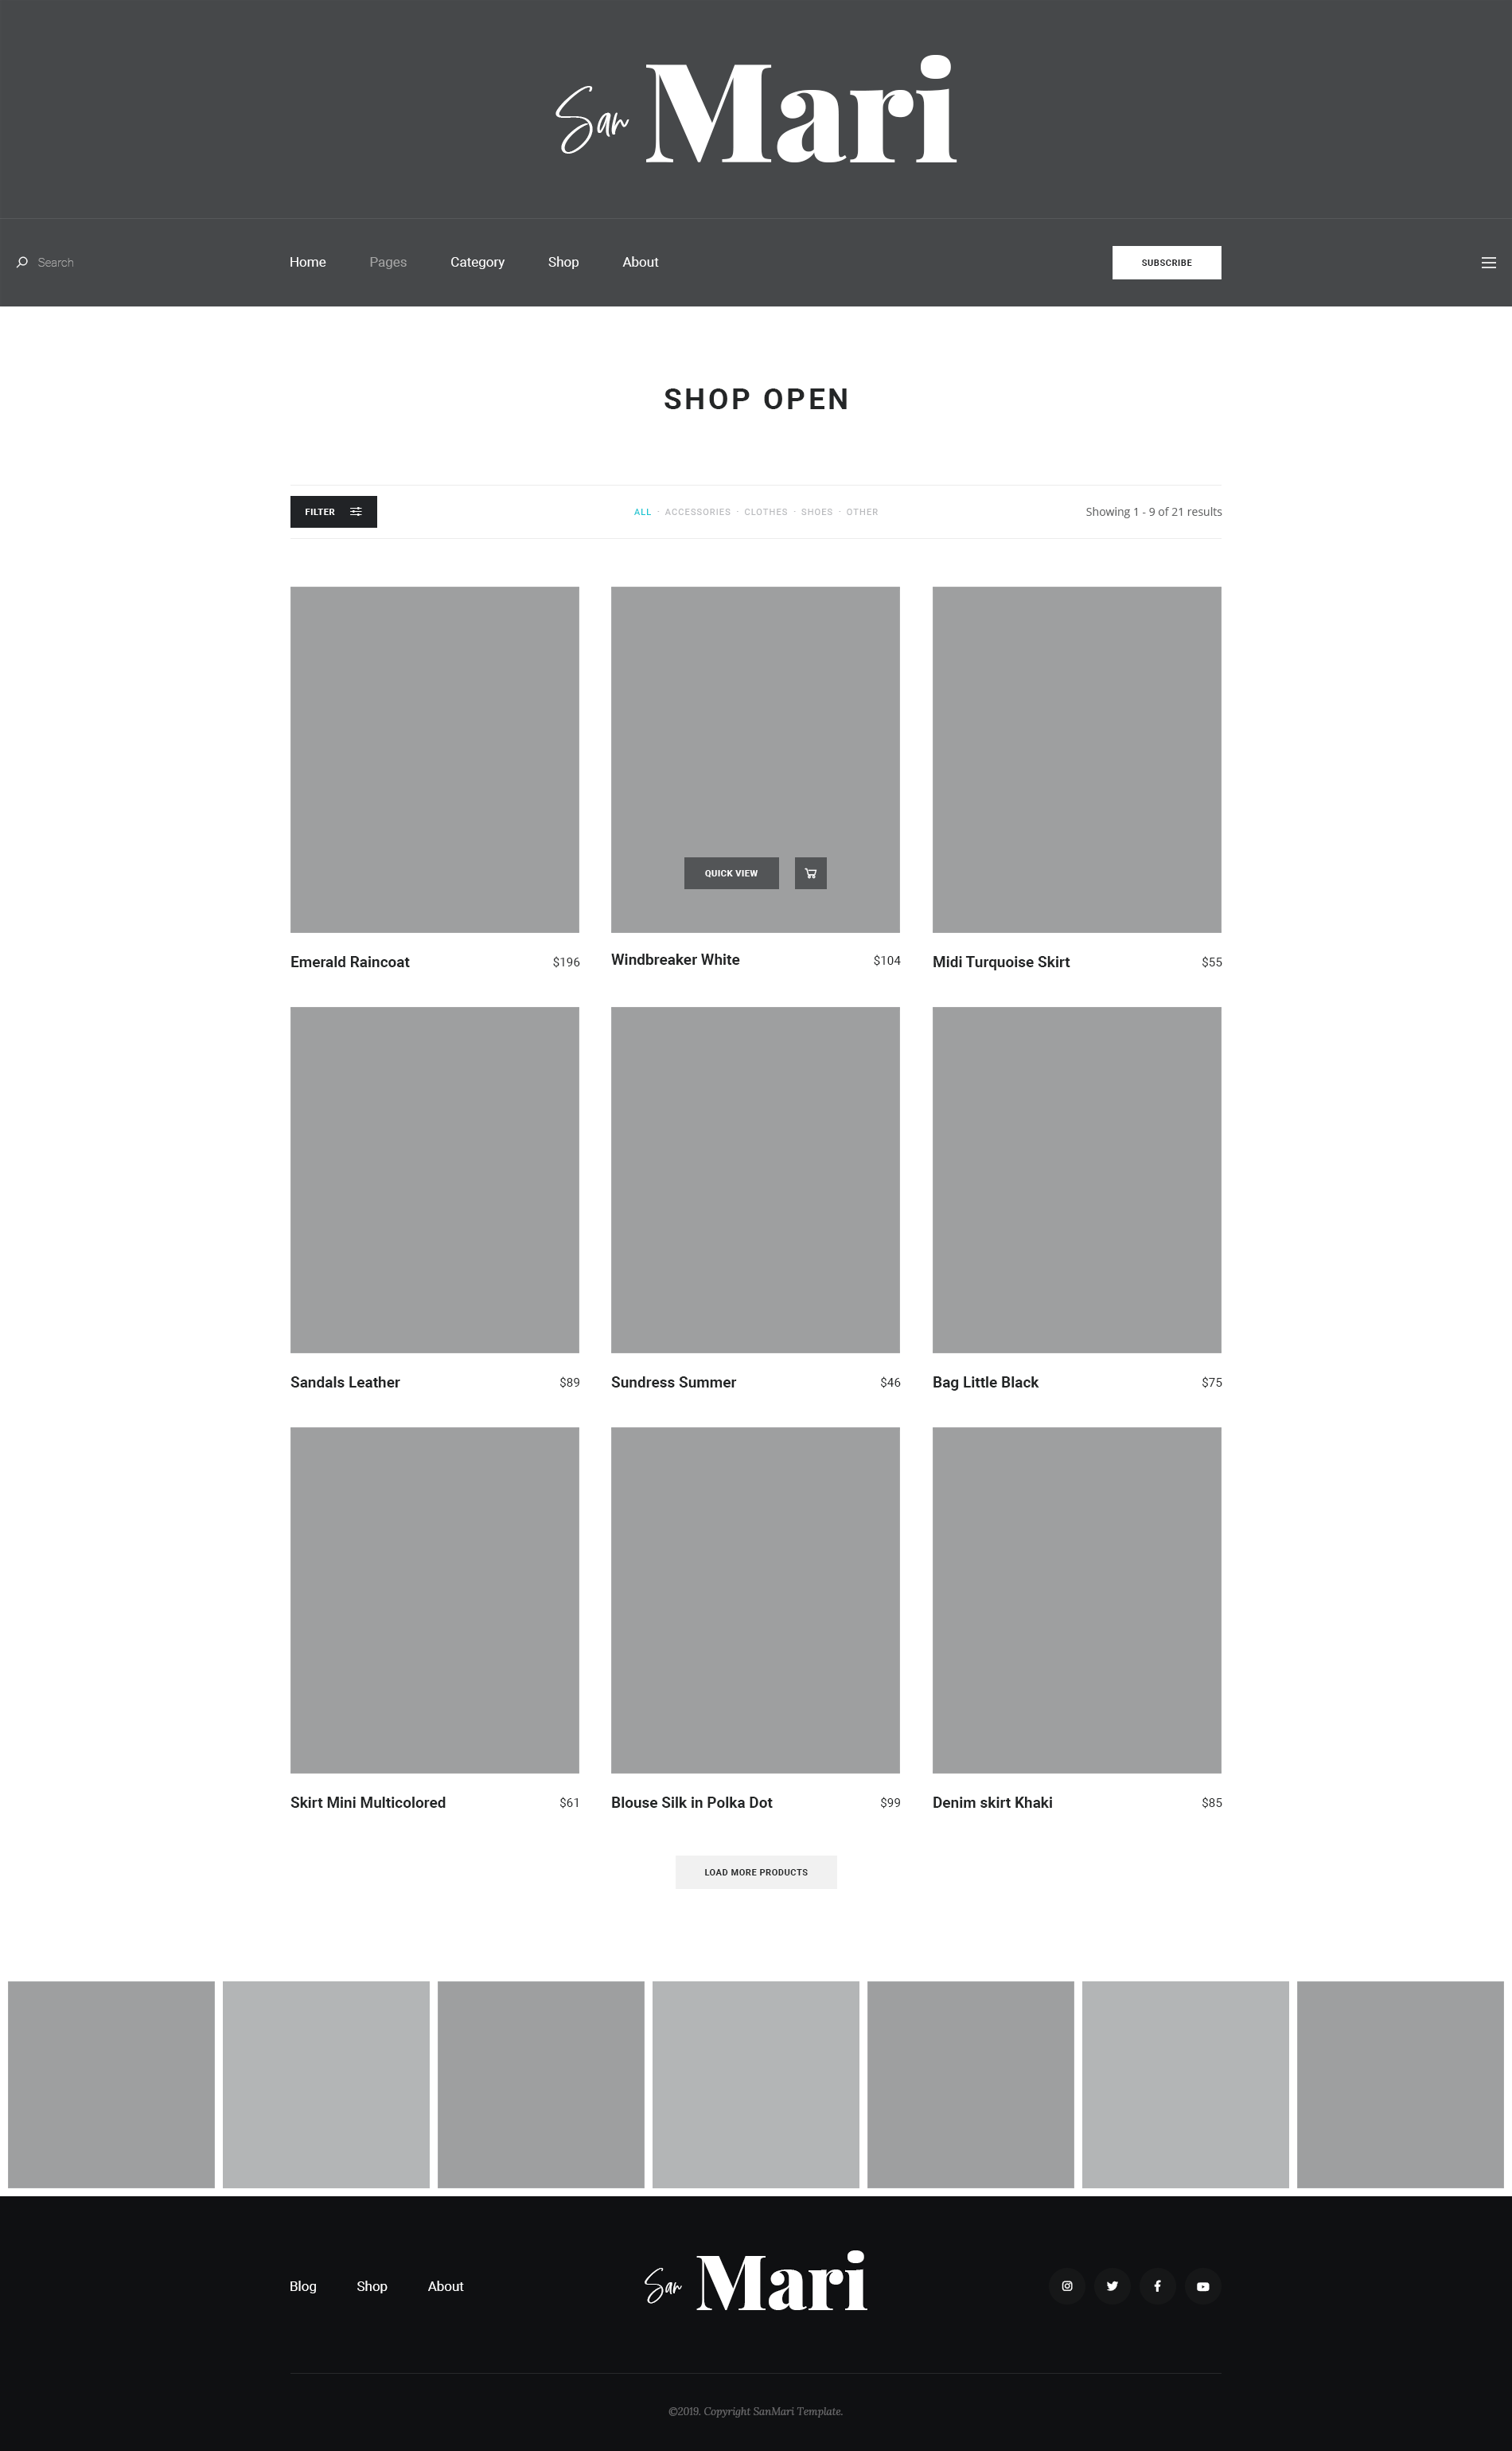 San Mari
Search Home Pages Category Shop About SUBSCRIBE
SHOP OPEN
FILTER ALL · ACCESSORIES · CLOTHES · SHOES · OTHER Showing 1 - 9 of 21 results
QUICK VIEW
Emerald Raincoat $196 Windbreaker White $104 Midi Turquoise Skirt $55
Sandals Leather $89 Sundress Summer $46 Bag Little Black $75
Skirt Mini Multicolored $61 Blouse Silk in Polka Dot $99 Denim skirt Khaki $85
LOAD MORE PRODUCTS
Blog Shop About San Mari
©2019. Copyright SanMari Template.